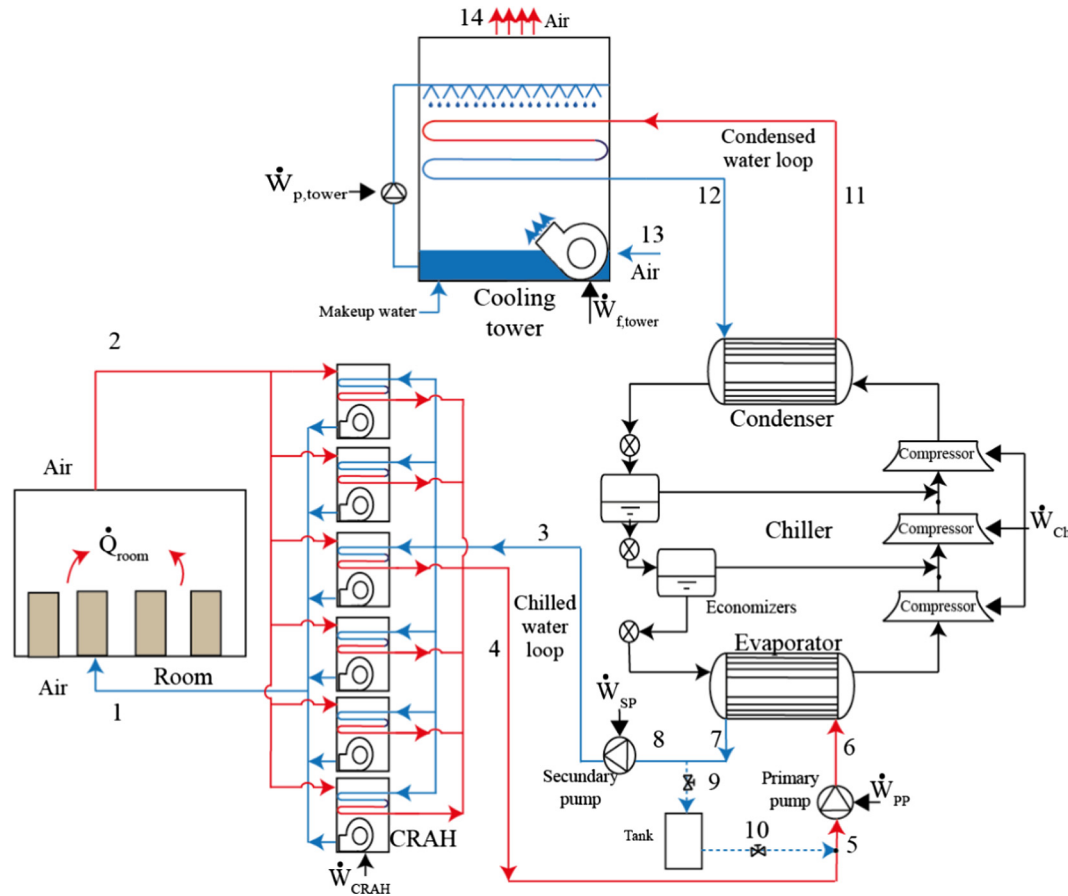 14
Air
Condensed
water loop
Ẇp,tower
12
11
13
Air
Makeup water
Cooling
tower
Ẇf,tower
2
Condenser
Compressor
Air
3
Chiller
Compressor
ẆCh
Q̇room
Economizers
Chilled
water
loop
4
Compressor
Evaporator
Room
Air
1
ẆSP
8
7
6
9
Secundary
pump
Primary
pump
ẆPP
Tank
10
5
CRAH
ẆCRAH